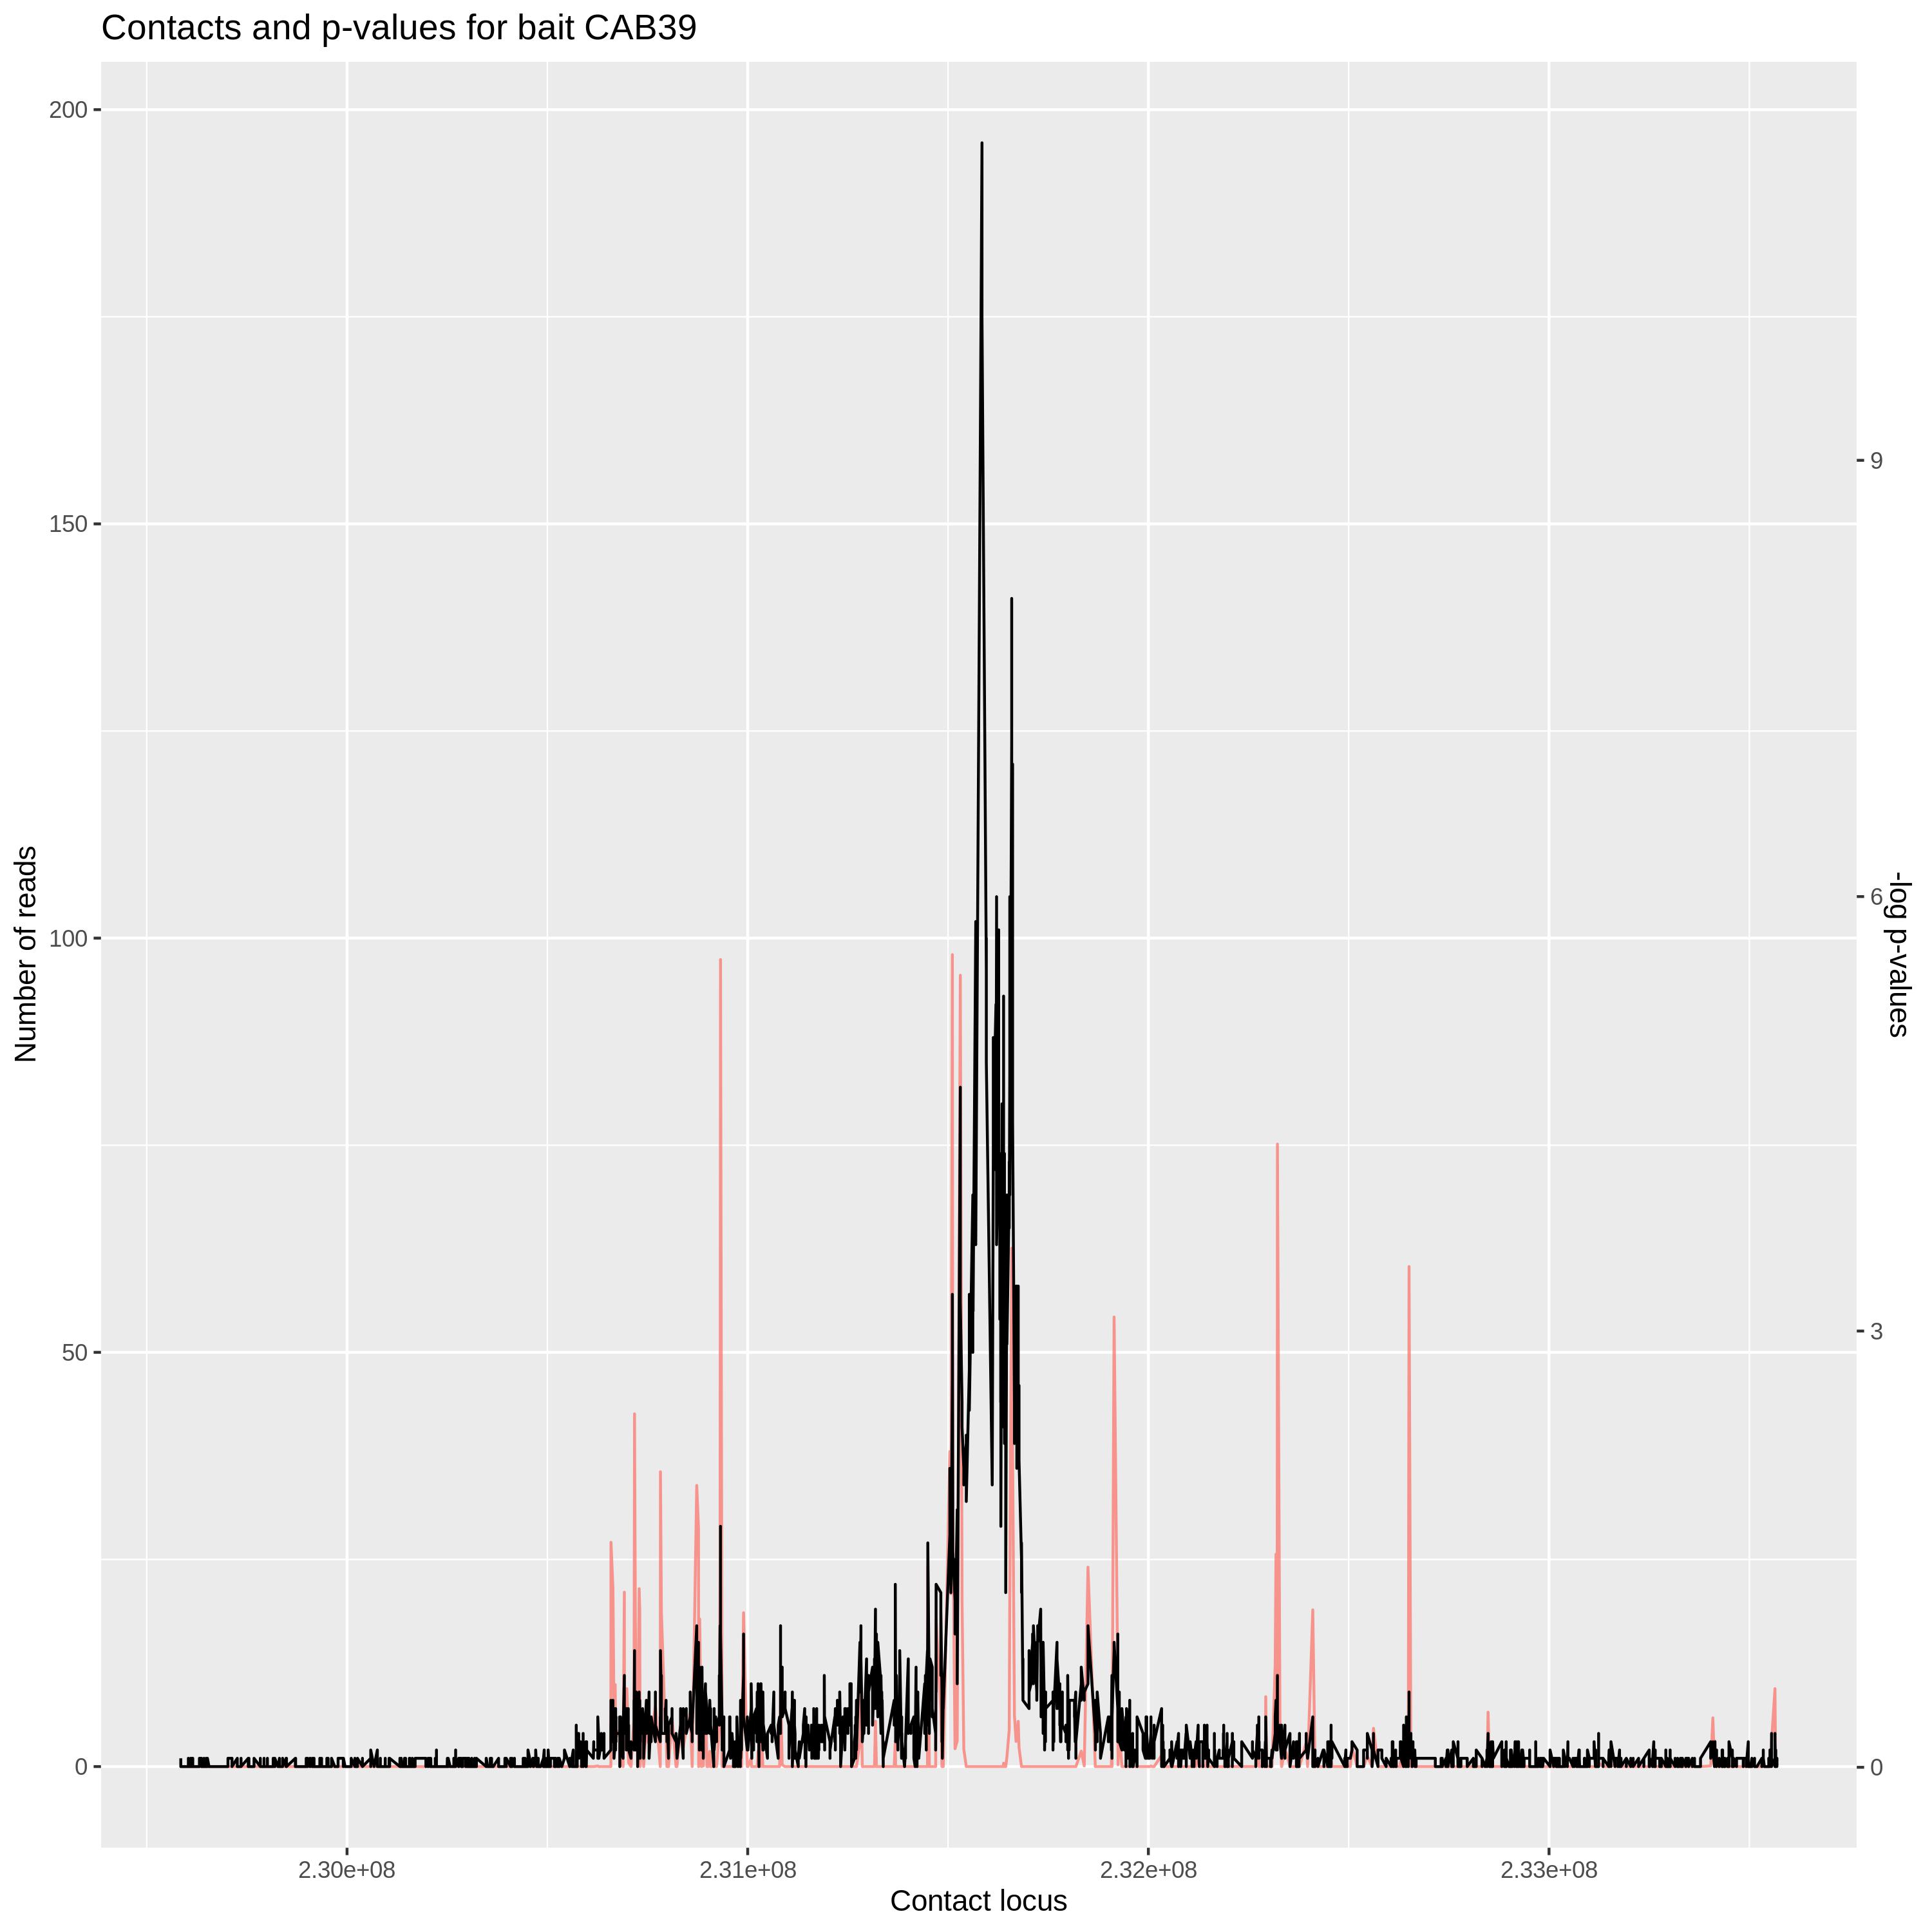 Contacts and p-values for bait CAB39
200
150
100
50
0
Number of reads
9
6
3
0
-log p-values
2.30e+08
2.31e+08
2.32e+08
2.33e+08
Contact locus